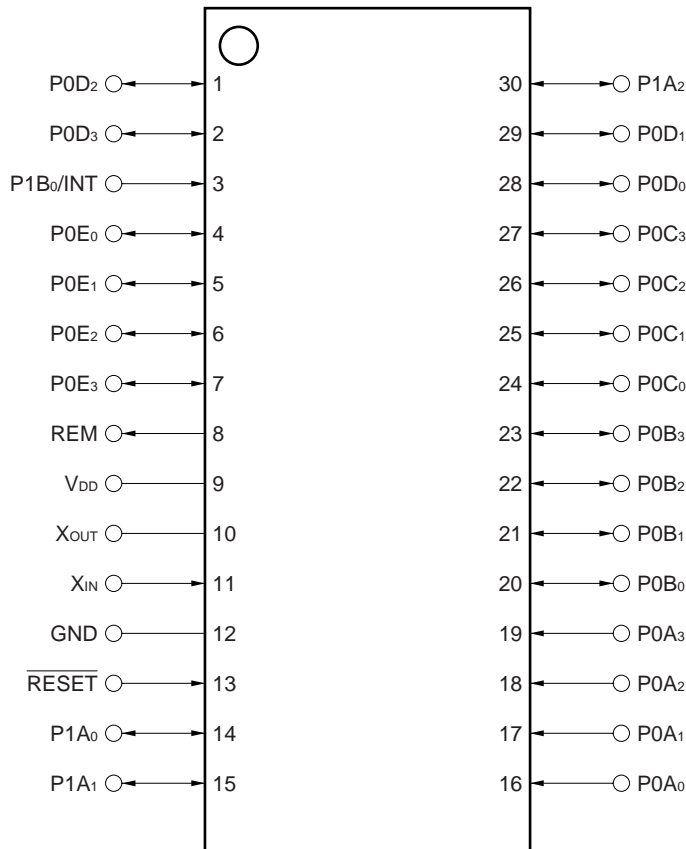 P0D₂ 1 30 P1A₂
P0D₃ 2 29 P0D₁
P1B₀/INT 3 28 P0D₀
P0E₀ 4 27 P0C₃
P0E₁ 5 26 P0C₂
P0E₂ 6 25 P0C₁
P0E₃ 7 24 P0C₀
REM 8 23 P0B₃
VDD 9 22 P0B₂
XOUT 10 21 P0B₁
XIN 11 20 P0B₀
GND 12 19 P0A₃
RESET 13 18 P0A₂
P1A₀ 14 17 P0A₁
P1A₁ 15 16 P0A₀